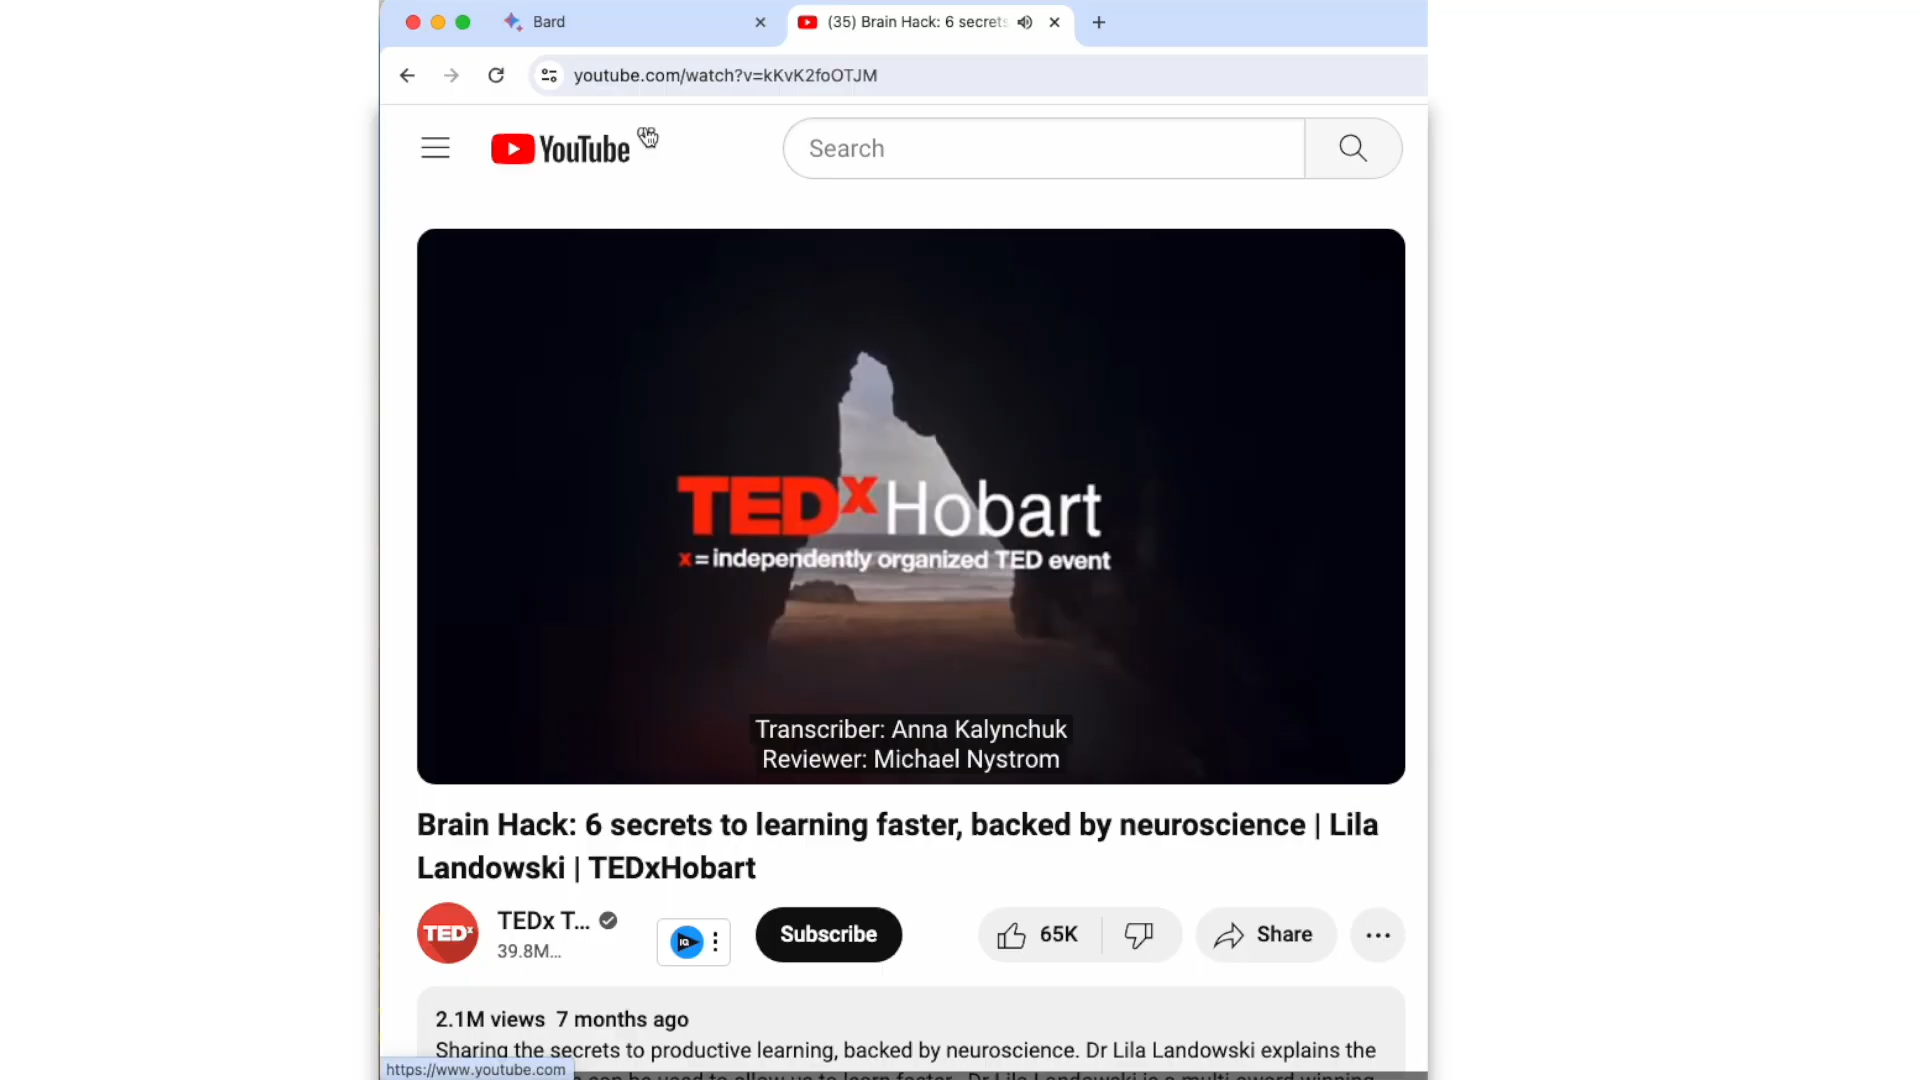 Bard
(35) Brain Hack: 6 secrets
youtube.com/watch?v=kKvK2foOTJM
YouTube
Search
TEDxHobart
x = independently organized TED event
Transcriber: Anna Kalynchuk
Reviewer: Michael Nystrom
Brain Hack: 6 secrets to learning faster, backed by neuroscience | Lila
Landowski | TEDxHobart
TEDx
TEDx T...
39.8M...
IQ
Subscribe
65K
Share
2.1M views 7 months ago
Sharing the secrets to productive learning, backed by neuroscience. Dr Lila Landowski explains the
https://www.youtube.com